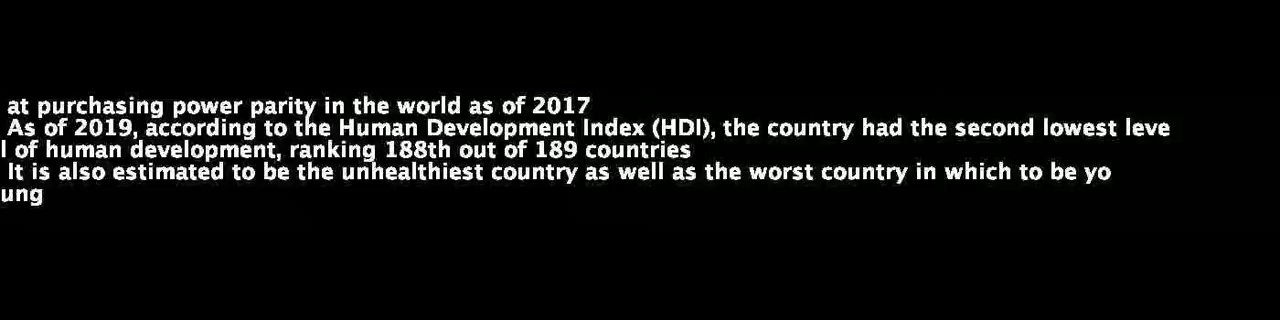 at purchasing power parity in the world as of 2017
As of 2019, according to the Human Development Index (HDI), the country had the second lowest leve
l of human development, ranking 188th out of 189 countries
It is also estimated to be the unhealthiest country as well as the worst country in which to be yo
ung